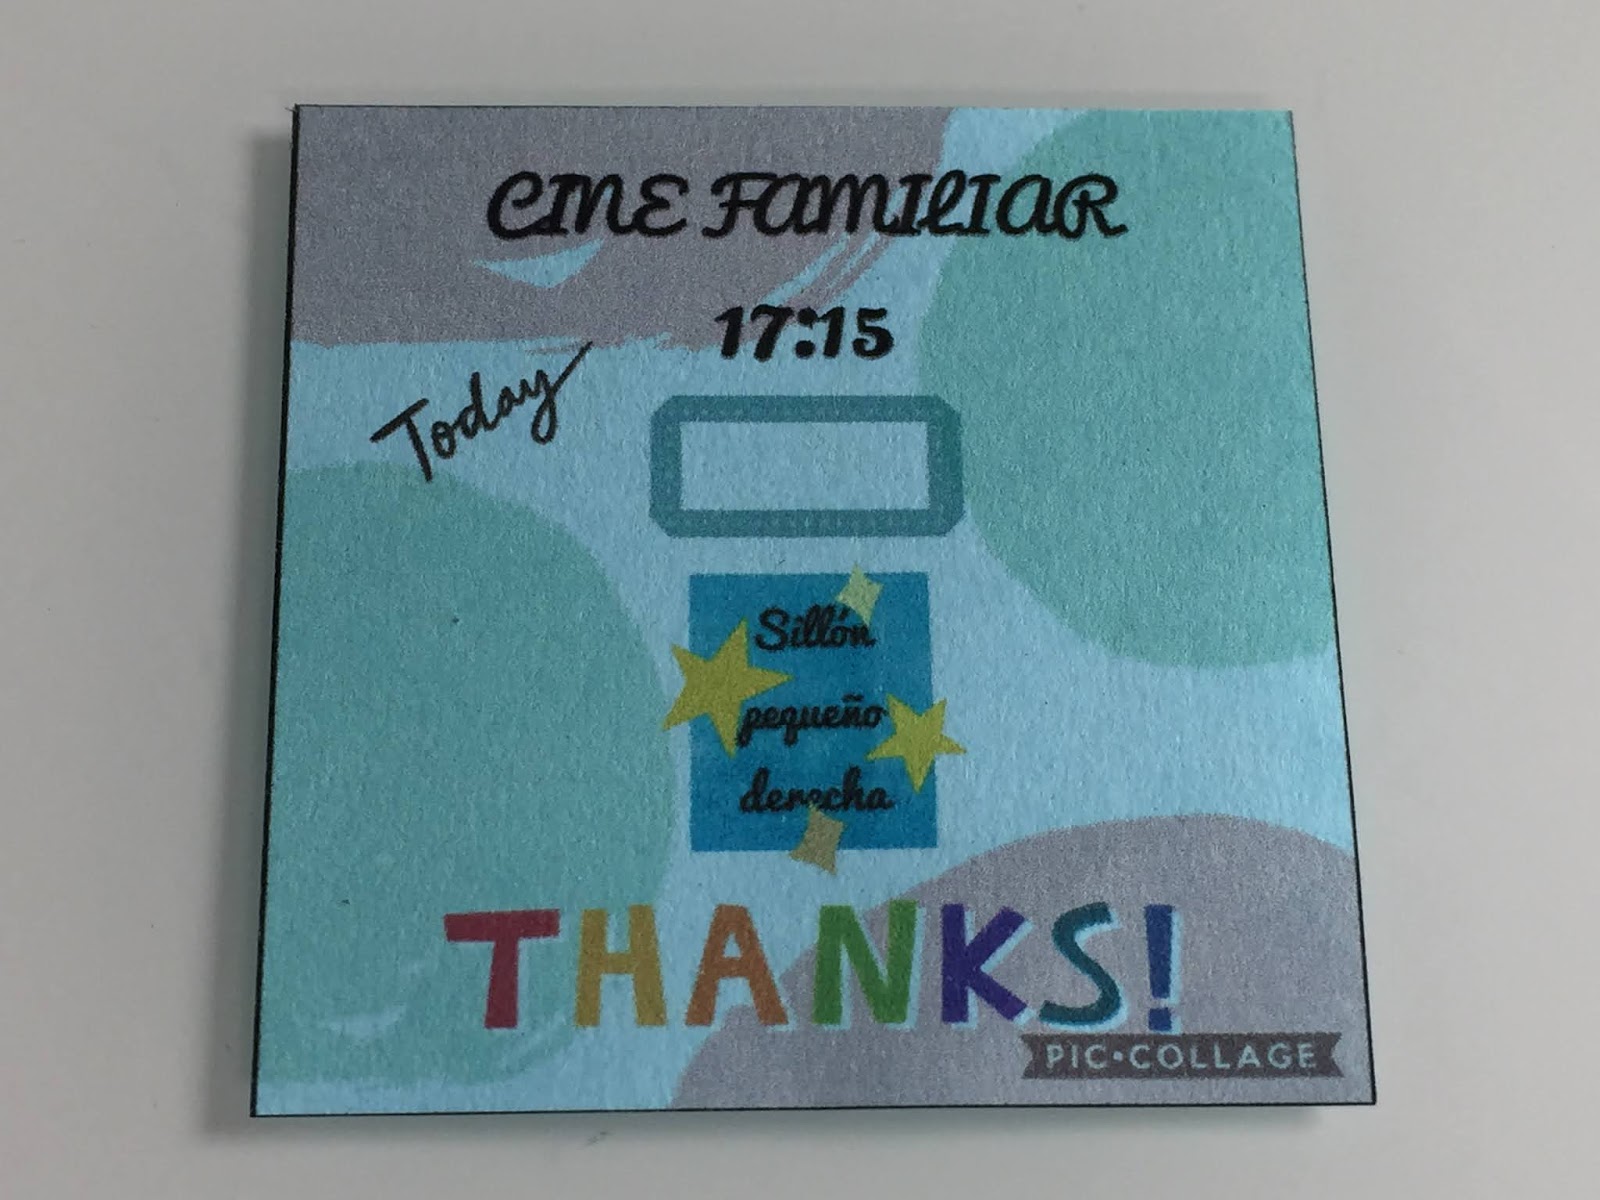 CINE FAMILIAR
17:15
Today
Sillón
pequeño
derecha
THANKS!
PIC•COLLAGE